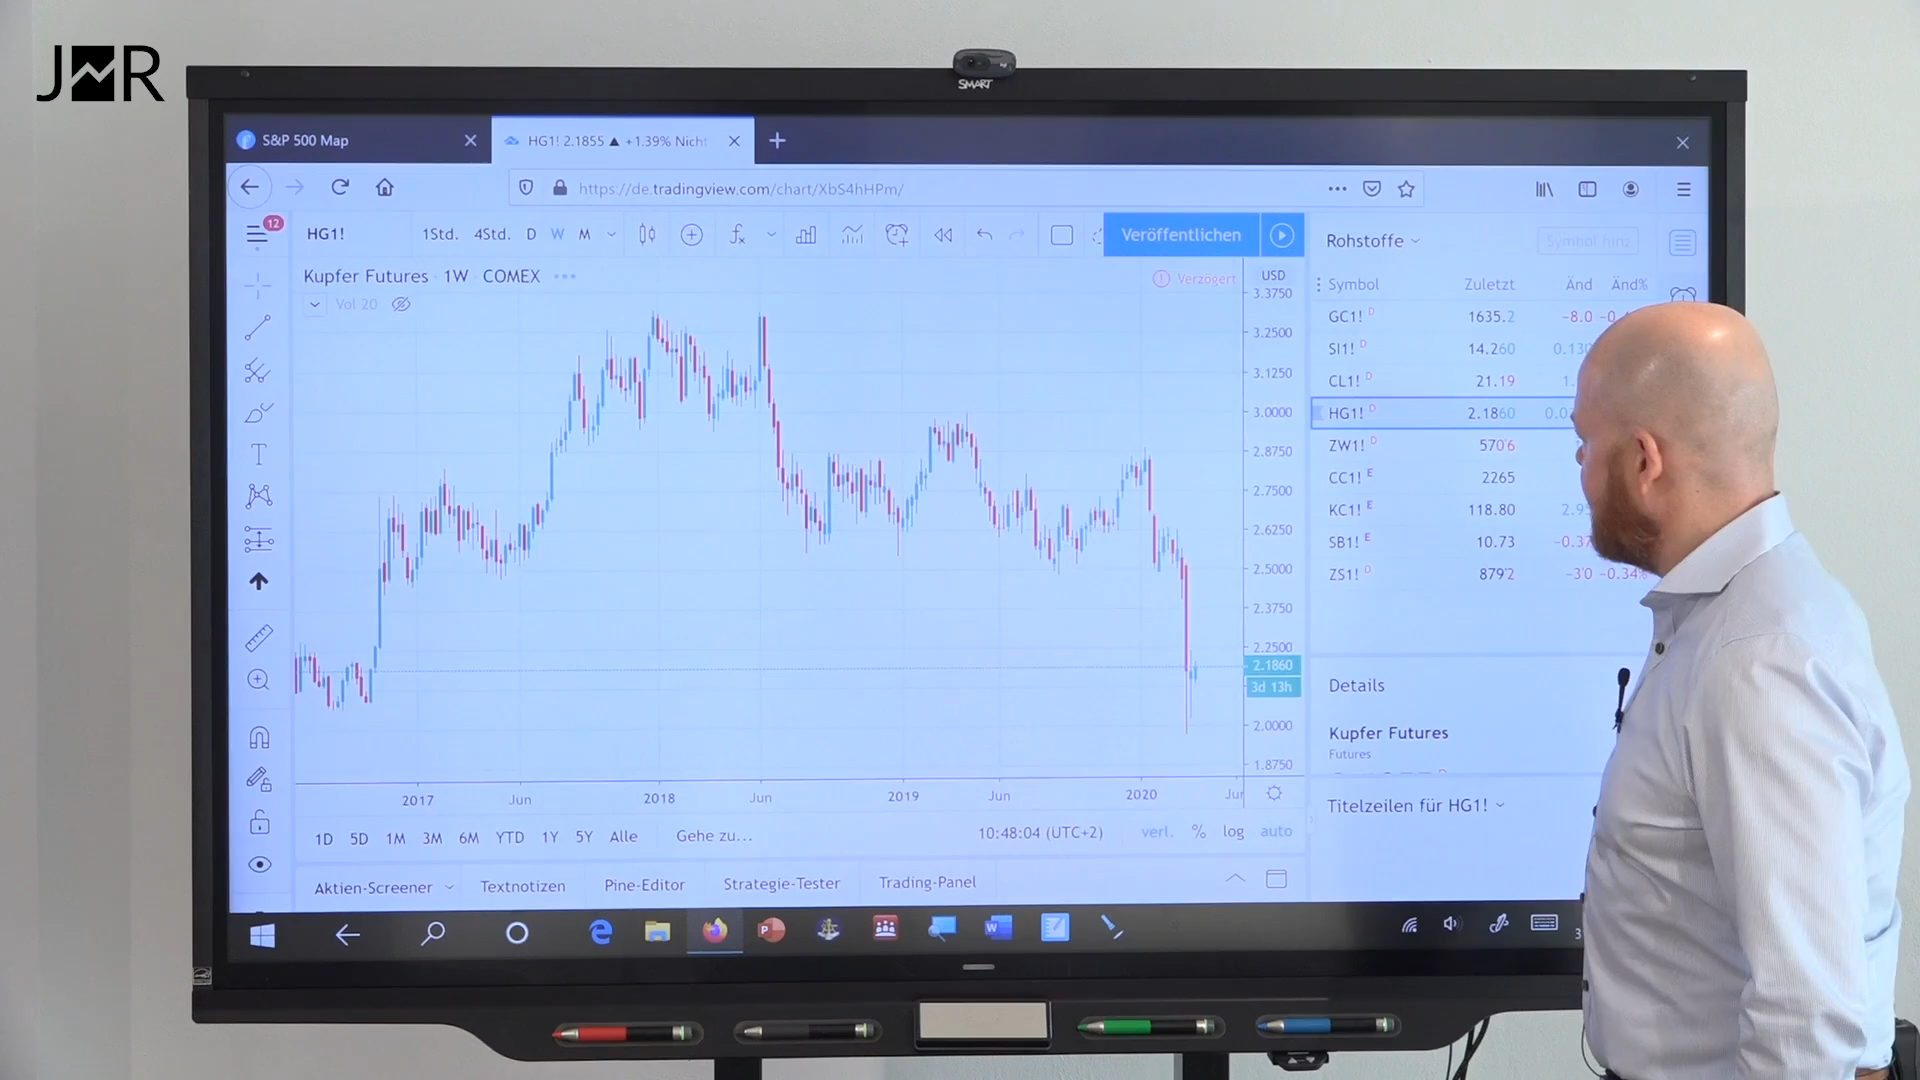 J R
SMART
S&P 500 Map
HG1! 2.1855 ▲ +1.39% Nicht
https://de.tradingview.com/chart/XbS4hHPm/
12
HG1! 1Std. 4Std. D W M
Veröffentlichen
Kupfer Futures · 1W COMEX
Verzögert
Vol 20
USD
3.3750
3.2500
3.1250
3.0000
2.8750
2.7500
2.6250
2.5000
2.3750
2.2500
2.1860
3d 13h
2.0000
1.8750
2017 Jun 2018 Jun 2019 Jun 2020
1D 5D 1M 3M 6M YTD 1Y 5Y Alle Gehe zu...
10:48:04 (UTC+2) verl. % log auto
Aktien-Screener Textnotizen Pine-Editor Strategie-Tester Trading-Panel
Rohstoffe
Symbol hinz
Symbol Zuletzt Änd Änd%
GC1! D 1635.2 −8.0
SI1! D 14.260
CL1! D 21.19
HG1! D 2.1860
ZW1! D 570'6
CC1! E 2265
KC1! E 118.80
SB1! E 10.73
ZS1! D 879'2 −3'0 −0.34%
Details
Kupfer Futures
Futures
Titelzeilen für HG1!